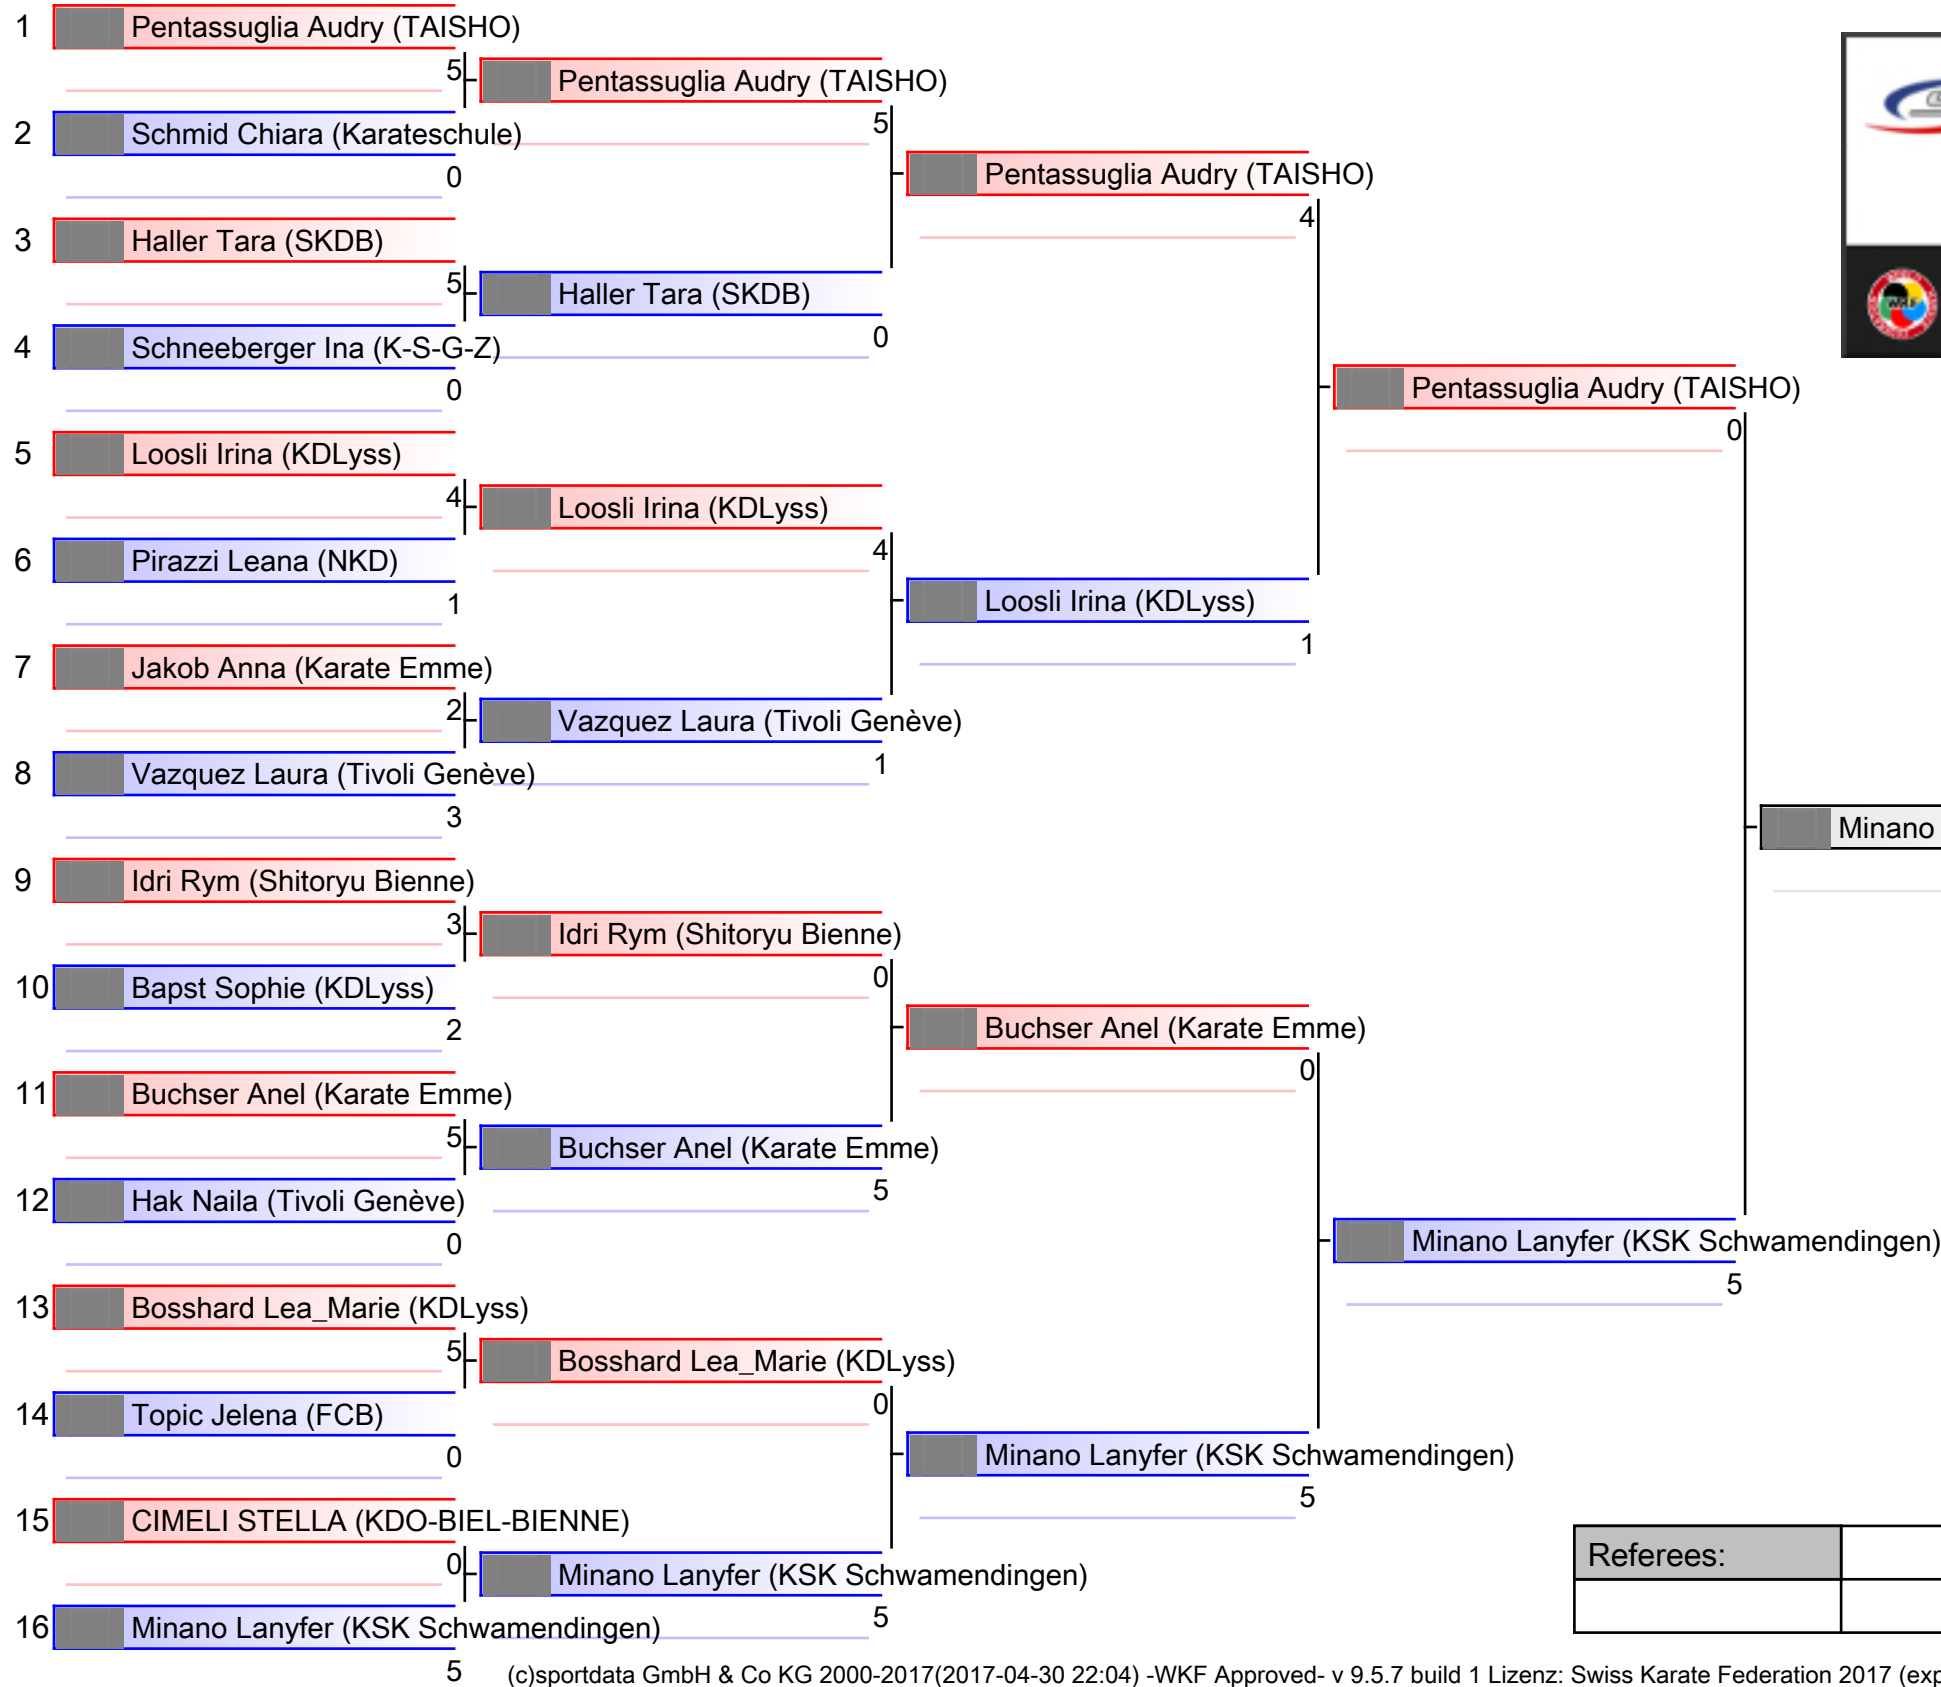 1 Pentassuglia Audry (TAISHO)
5
2 Schmid Chiara (Karateschule)
0
3 Haller Tara (SKDB)
5
4 Schneeberger Ina (K-S-G-Z)
0
5 Loosli Irina (KDLyss)
4
6 Pirazzi Leana (NKD)
1
7 Jakob Anna (Karate Emme)
2
8 Vazquez Laura (Tivoli Genève)
3
9 Idri Rym (Shitoryu Bienne)
3
10 Bapst Sophie (KDLyss)
2
11 Buchser Anel (Karate Emme)
5
12 Hak Naila (Tivoli Genève)
0
13 Bosshard Lea_Marie (KDLyss)
5
14 Topic Jelena (FCB)
0
15 CIMELI STELLA (KDO-BIEL-BIENNE)
0
16 Minano Lanyfer (KSK Schwamendingen)
5
Pentassuglia Audry (TAISHO)
5
Haller Tara (SKDB)
0
Loosli Irina (KDLyss)
4
Vazquez Laura (Tivoli Genève)
1
Idri Rym (Shitoryu Bienne)
0
Buchser Anel (Karate Emme)
5
Bosshard Lea_Marie (KDLyss)
0
Minano Lanyfer (KSK Schwamendingen)
5
Pentassuglia Audry (TAISHO)
4
Loosli Irina (KDLyss)
1
Buchser Anel (Karate Emme)
0
Minano Lanyfer (KSK Schwamendingen)
5
Pentassuglia Audry (TAISHO)
0
Minano Lanyfer (KSK Schwamendingen)
5
Minano
WKF
Referees:
(c)sportdata GmbH & Co KG 2000-2017(2017-04-30 22:04) -WKF Approved- v 9.5.7 build 1 Lizenz: Swiss Karate Federation 2017 (exp